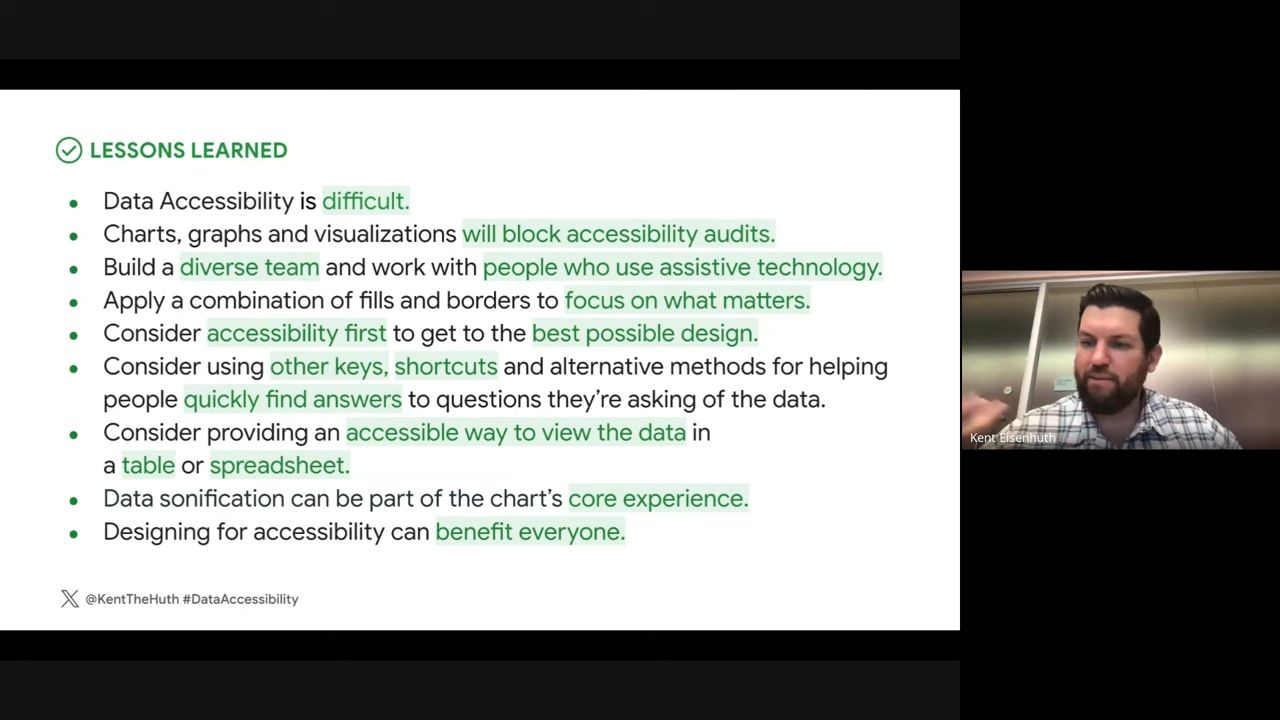 LESSONS LEARNED
Data Accessibility is difficult.
Charts, graphs and visualizations will block accessibility audits.
Build a diverse team and work with people who use assistive technology.
Apply a combination of fills and borders to focus on what matters.
Consider accessibility first to get to the best possible design.
Consider using other keys, shortcuts and alternative methods for helping
people quickly find answers to questions they’re asking of the data.
Consider providing an accessible way to view the data in
a table or spreadsheet.
Data sonification can be part of the chart’s core experience.
Designing for accessibility can benefit everyone.
@KentTheHuth #DataAccessibility
Kent Eisenhuth